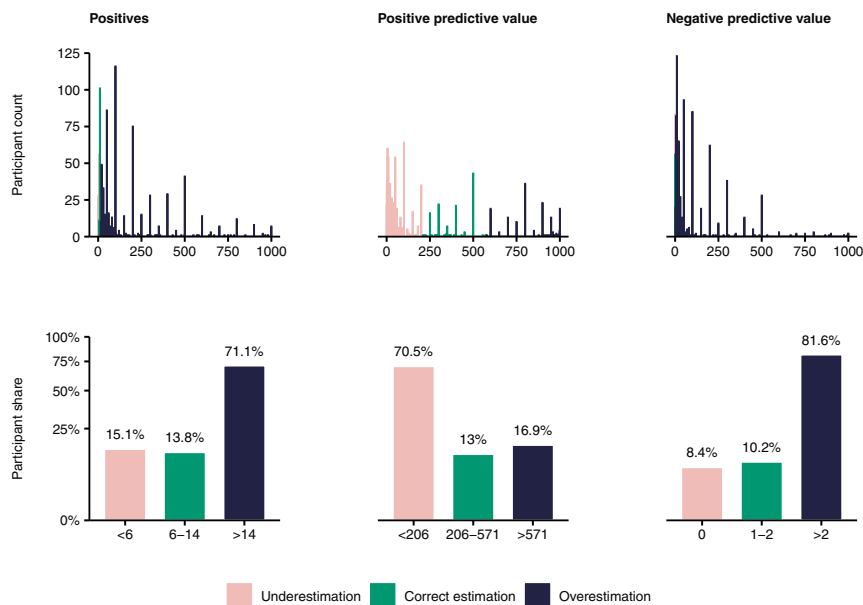 Positives
Positive predictive value
Negative predictive value
Participant count
125
100
75
50
25
0
0 250 500 750 1000
0 250 500 750 1000
0 250 500 750 1000
Participant share
100%
75%
50%
25%
0%
15.1%
13.8%
71.1%
70.5%
13%
16.9%
8.4%
10.2%
81.6%
<6 6–14 >14
<206 206–571 >571
0 1–2 >2
Underestimation Correct estimation Overestimation